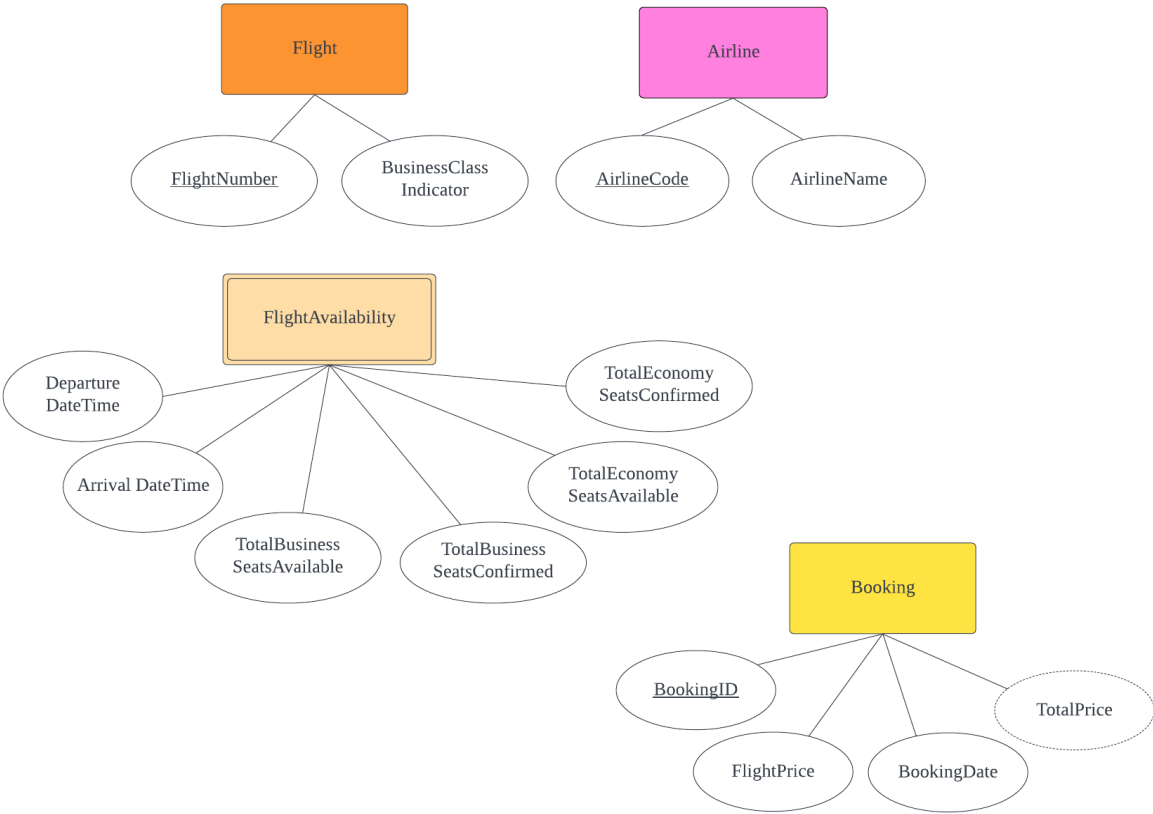 Flight
Airline
FlightNumber
BusinessClass
Indicator
AirlineCode
AirlineName
FlightAvailability
Departure
DateTime
TotalEconomy
SeatsConfirmed
Arrival DateTime
TotalEconomy
SeatsAvailable
TotalBusiness
SeatsAvailable
TotalBusiness
SeatsConfirmed
Booking
BookingID
TotalPrice
FlightPrice
BookingDate